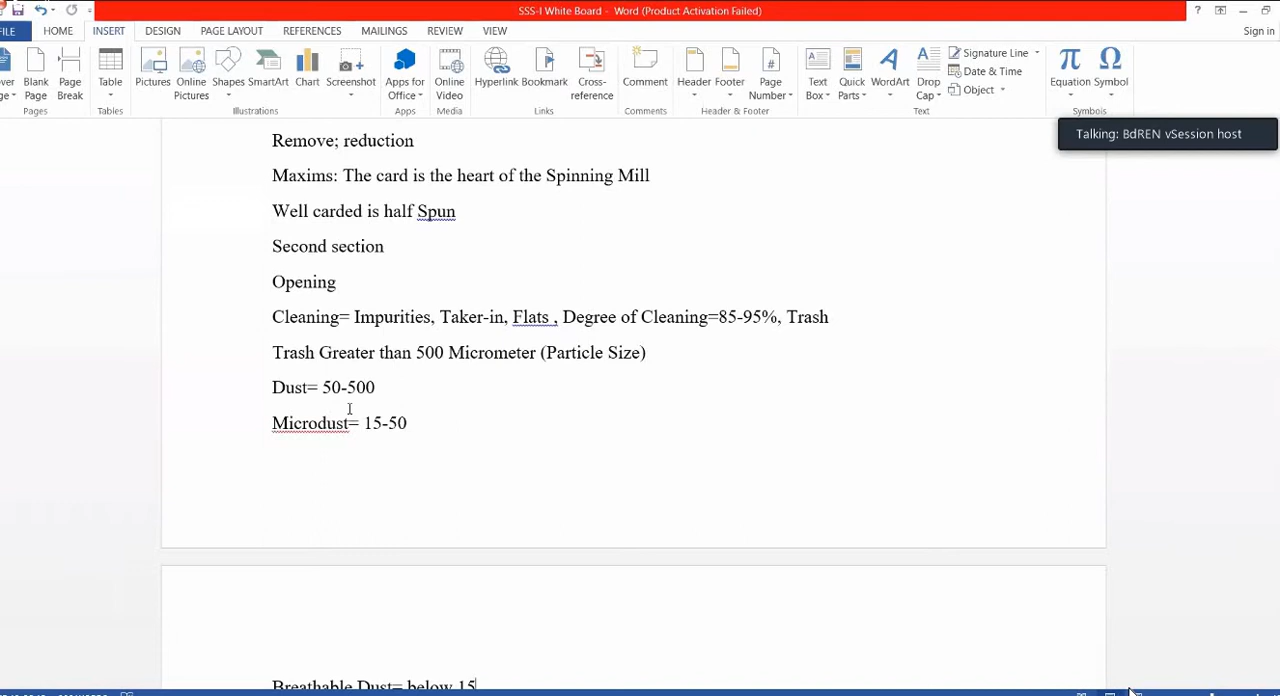 SSS-I White Board - Word (Product Activation Failed)
FILE HOME INSERT DESIGN PAGE LAYOUT REFERENCES MAILINGS REVIEW VIEW
Sign in
Blank Page
Page Break
Table
Pictures
Online Pictures
Shapes
SmartArt
Chart
Screenshot
Apps for Office
Online Video
Hyperlink
Bookmark
Cross-reference
Comment
Header
Footer
Page Number
Text Box
Quick Parts
WordArt
Drop Cap
Signature Line
Date & Time
Object
Equation
Symbol
Pages
Tables
Illustrations
Apps
Media
Links
Comments
Header & Footer
Text
Symbols
Talking: BdREN vSession host
Remove; reduction
Maxims: The card is the heart of the Spinning Mill
Well carded is half Spun
Second section
Opening
Cleaning= Impurities, Taker-in, Flats , Degree of Cleaning=85-95%, Trash
Trash Greater than 500 Micrometer (Particle Size)
Dust= 50-500
Microdust= 15-50
Breathable Dust= below 15